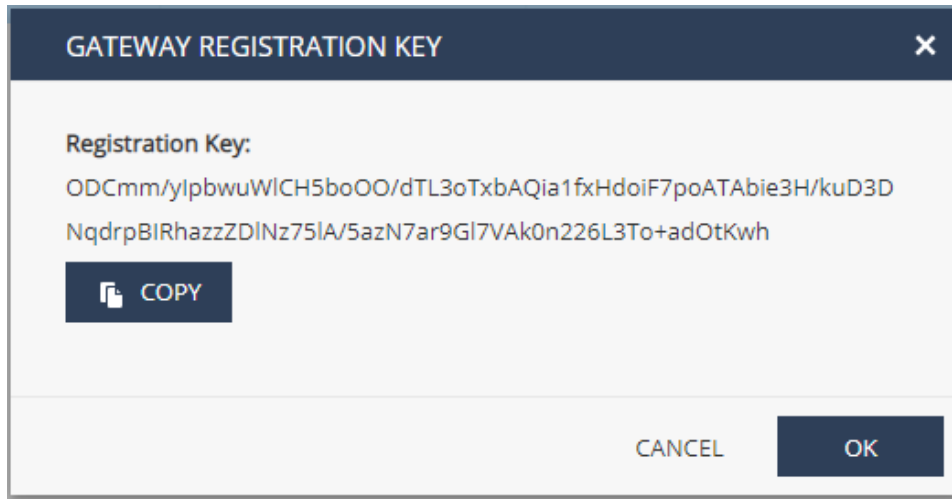 GATEWAY REGISTRATION KEY
Registration Key:
ODCmm/yIpbwuWlCH5boOO/dTL3oTxbAQia1fxHdoiF7poATAbie3H/kuD3D
NqdrpBIRhazzZDlNz75lA/5azN7ar9Gl7VAk0n226L3To+adOtKwh
COPY
CANCEL
OK